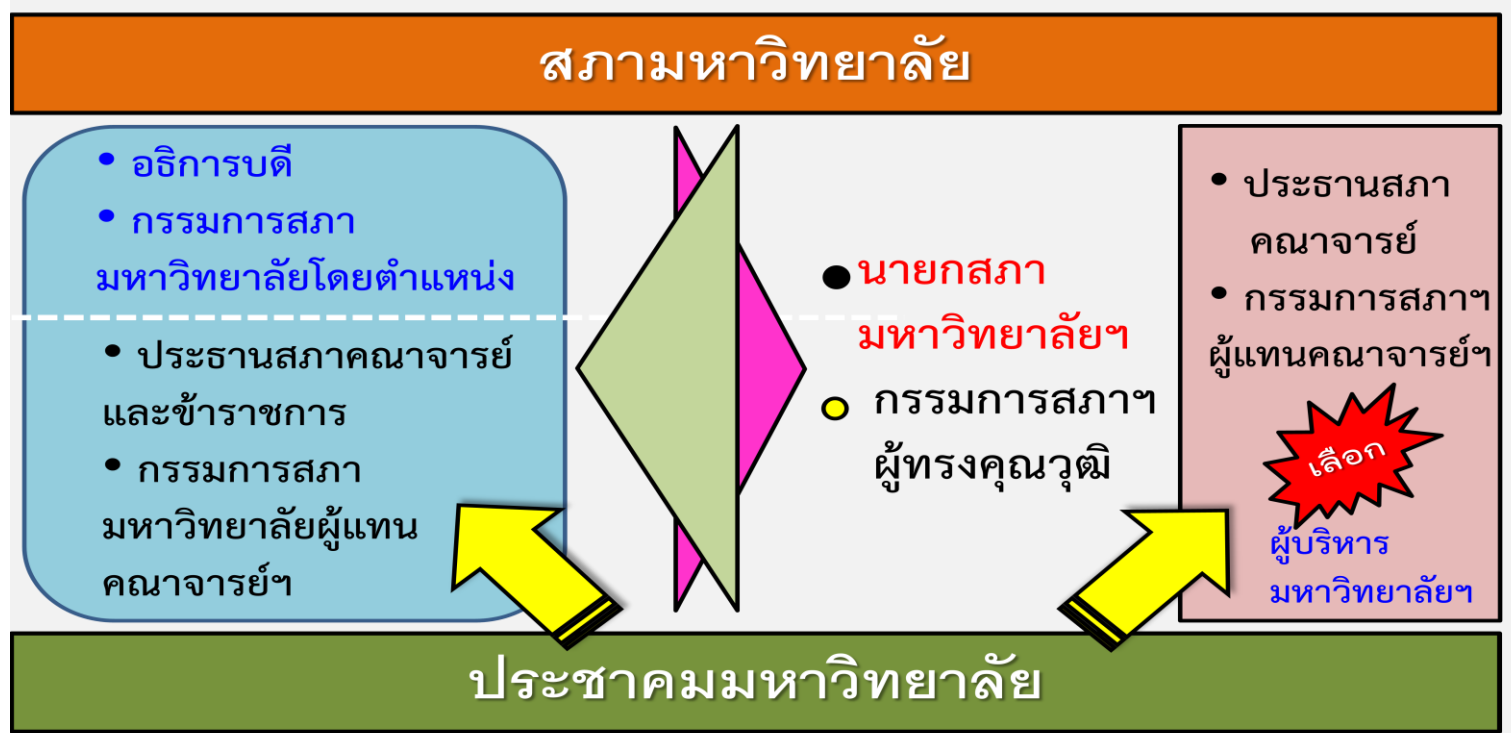 สภามหาวิทยาลัย
• อธิการบดี
• กรรมการสภา
มหาวิทยาลัยโดยตำแหน่ง
• ประธานสภาคณาจารย์
และข้าราชการ
• กรรมการสภา
มหาวิทยาลัยผู้แทน
คณาจารย์ฯ
● นายกสภา
มหาวิทยาลัยฯ
กรรมการสภาฯ
ผู้ทรงคุณวุฒิ
• ประธานสภา
คณาจารย์
• กรรมการสภาฯ
ผู้แทนคณาจารย์ฯ
เลือก
ผู้บริหาร
มหาวิทยาลัยฯ
ประชาคมมหาวิทยาลัย